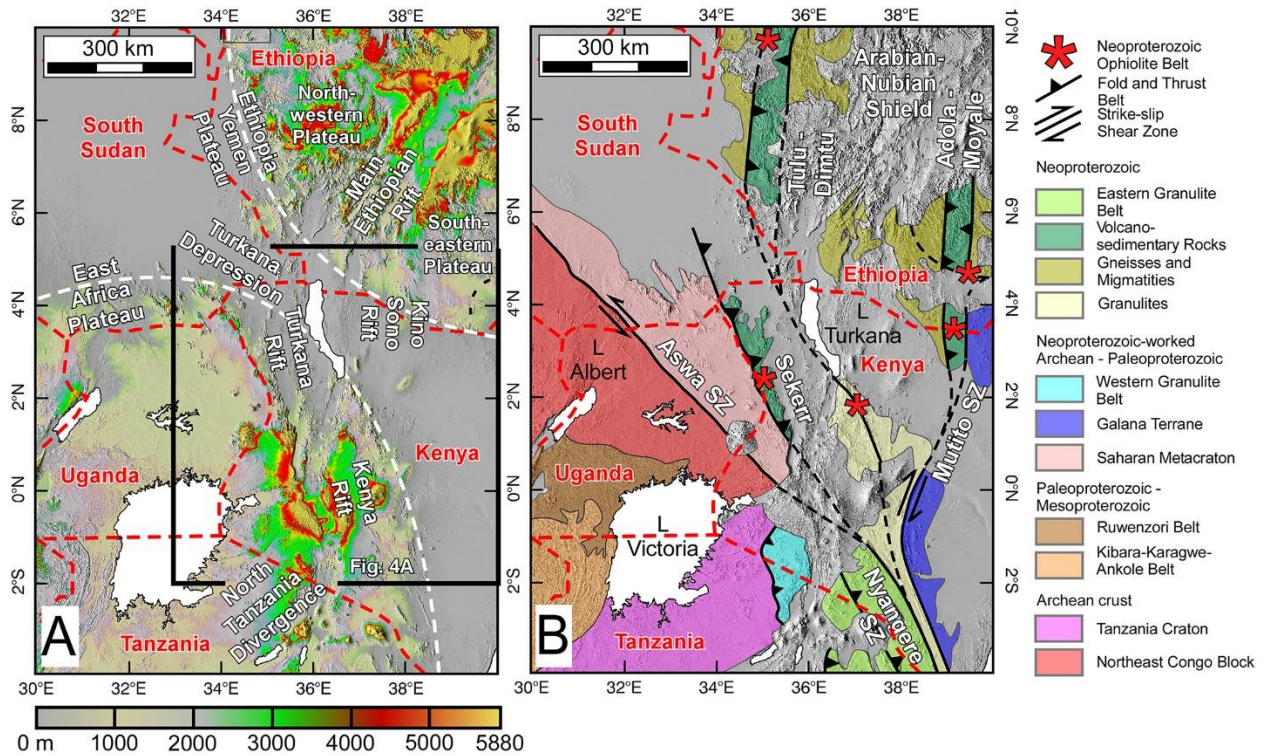 32°E
34°E
36°E
38°E
300 km
Ethiopia
North-
western
Plateau
Ethiopia
Yemen
Plateau
South
Sudan
Main
Ethiopian
Rift
South-
eastern
Plateau
Turkana
Depression
East
Africa
Plateau
Turkana
Rift
Kino
Sono
Rift
Uganda
Kenya
Kenya
Rift
Fig. 4A
North
Tanzania
Divergence
Tanzania
A
8°N
6°N
4°N
2°N
0°N
2°S
30°E
32°E
34°E
36°E
38°E
0 m
1000
2000
3000
4000
5000
5880
32°E
34°E
36°E
38°E
10°N
300 km
Arabian-
Nubian
Shield
South
Sudan
Tulu -
Dimtu
Adola -
Moyale
Ethiopia
L
Turkana
Kenya
L
Albert
Aswa SZ
Sekerr
Mutito SZ
Uganda
L
Victoria
Tanzania
Nyangere
SZ
B
8°N
6°N
4°N
2°N
0°N
2°S
30°E
32°E
34°E
36°E
38°E
Neoproterozoic
Ophiolite Belt
Fold and Thrust
Belt
Strike-slip
Shear Zone
Neoproterozoic
Eastern Granulite
Belt
Volcano-
sedimentary Rocks
Gneisses and
Migmatities
Granulites
Neoproterozoic-worked
Archean - Paleoproterozoic
Western Granulite
Belt
Galana Terrane
Saharan Metacraton
Paleoproterozoic -
Mesoproterozoic
Ruwenzori Belt
Kibara-Karagwe-
Ankole Belt
Archean crust
Tanzania Craton
Northeast Congo Block